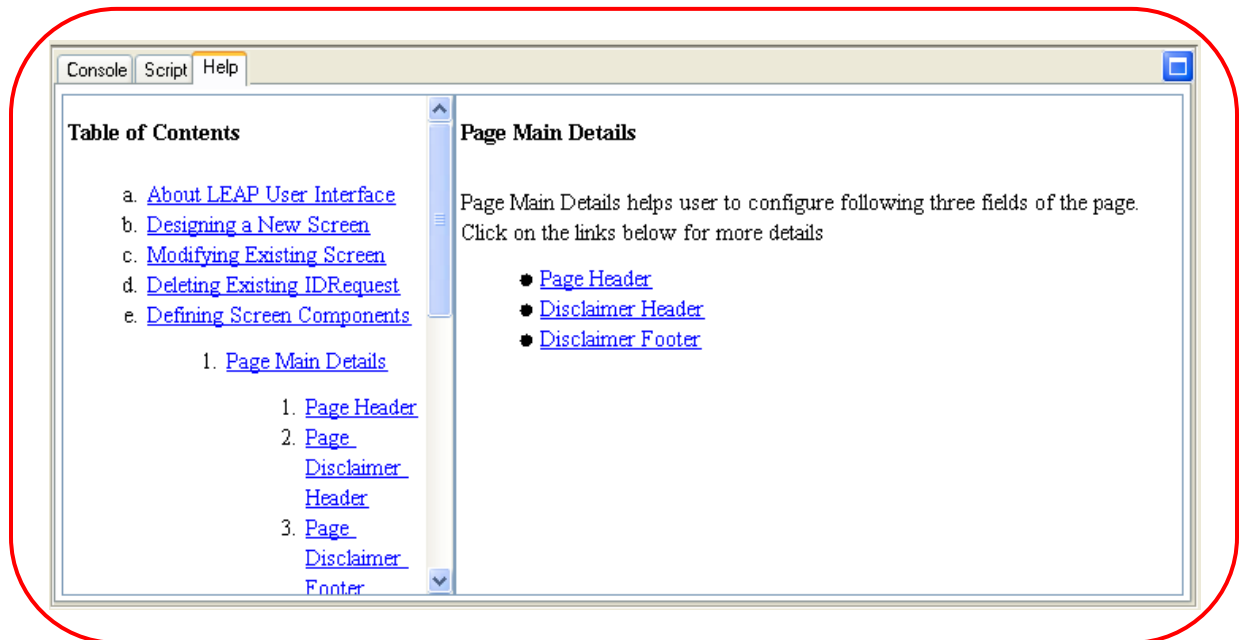 Console Script Help
Table of Contents
a. About LEAP User Interface
b. Designing a New Screen
c. Modifying Existing Screen
d. Deleting Existing IDRequest
e. Defining Screen Components
1. Page Main Details
1. Page Header
2. Page
Disclaimer
Header
3. Page
Disclaimer
Footer
Page Main Details
Page Main Details helps user to configure following three fields of the page.
Click on the links below for more details
Page Header
Disclaimer Header
Disclaimer Footer